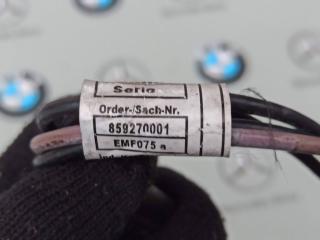 Serie
Order-/Sach-Nr.
859270001
EMF075 a